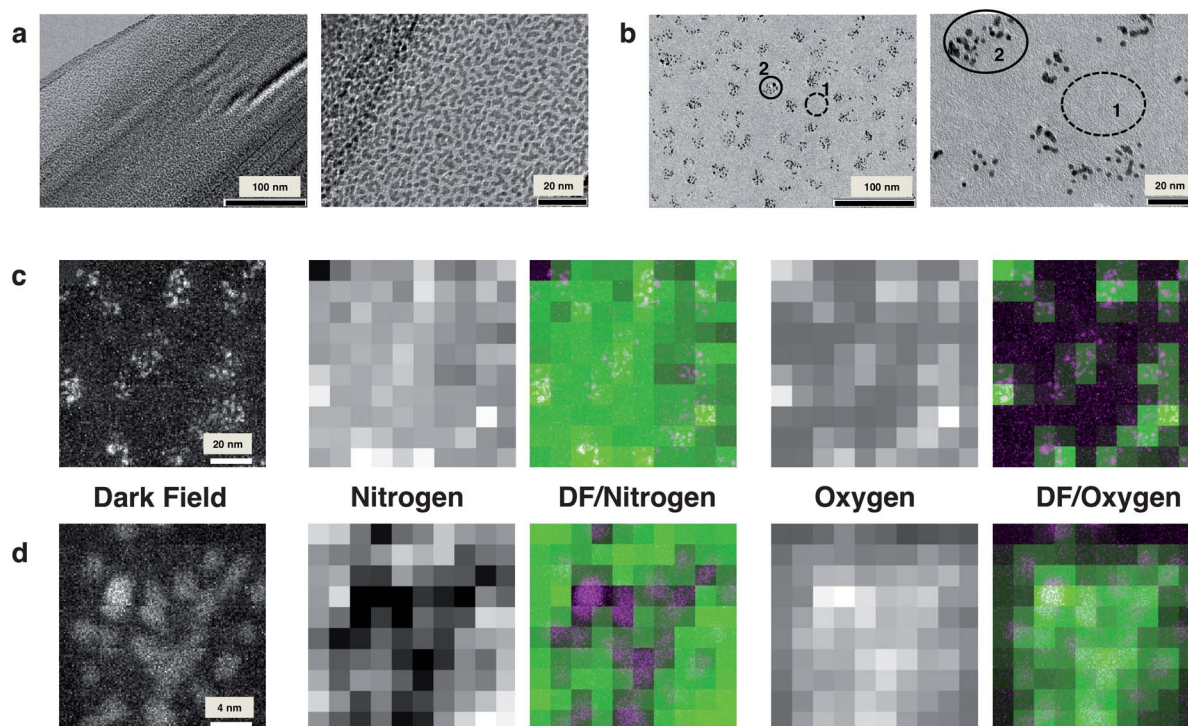 a
100 nm
20 nm
b
2
1
100 nm
2
1
20 nm
c
20 nm
Dark Field
Nitrogen
DF/Nitrogen
Oxygen
DF/Oxygen
d
4 nm